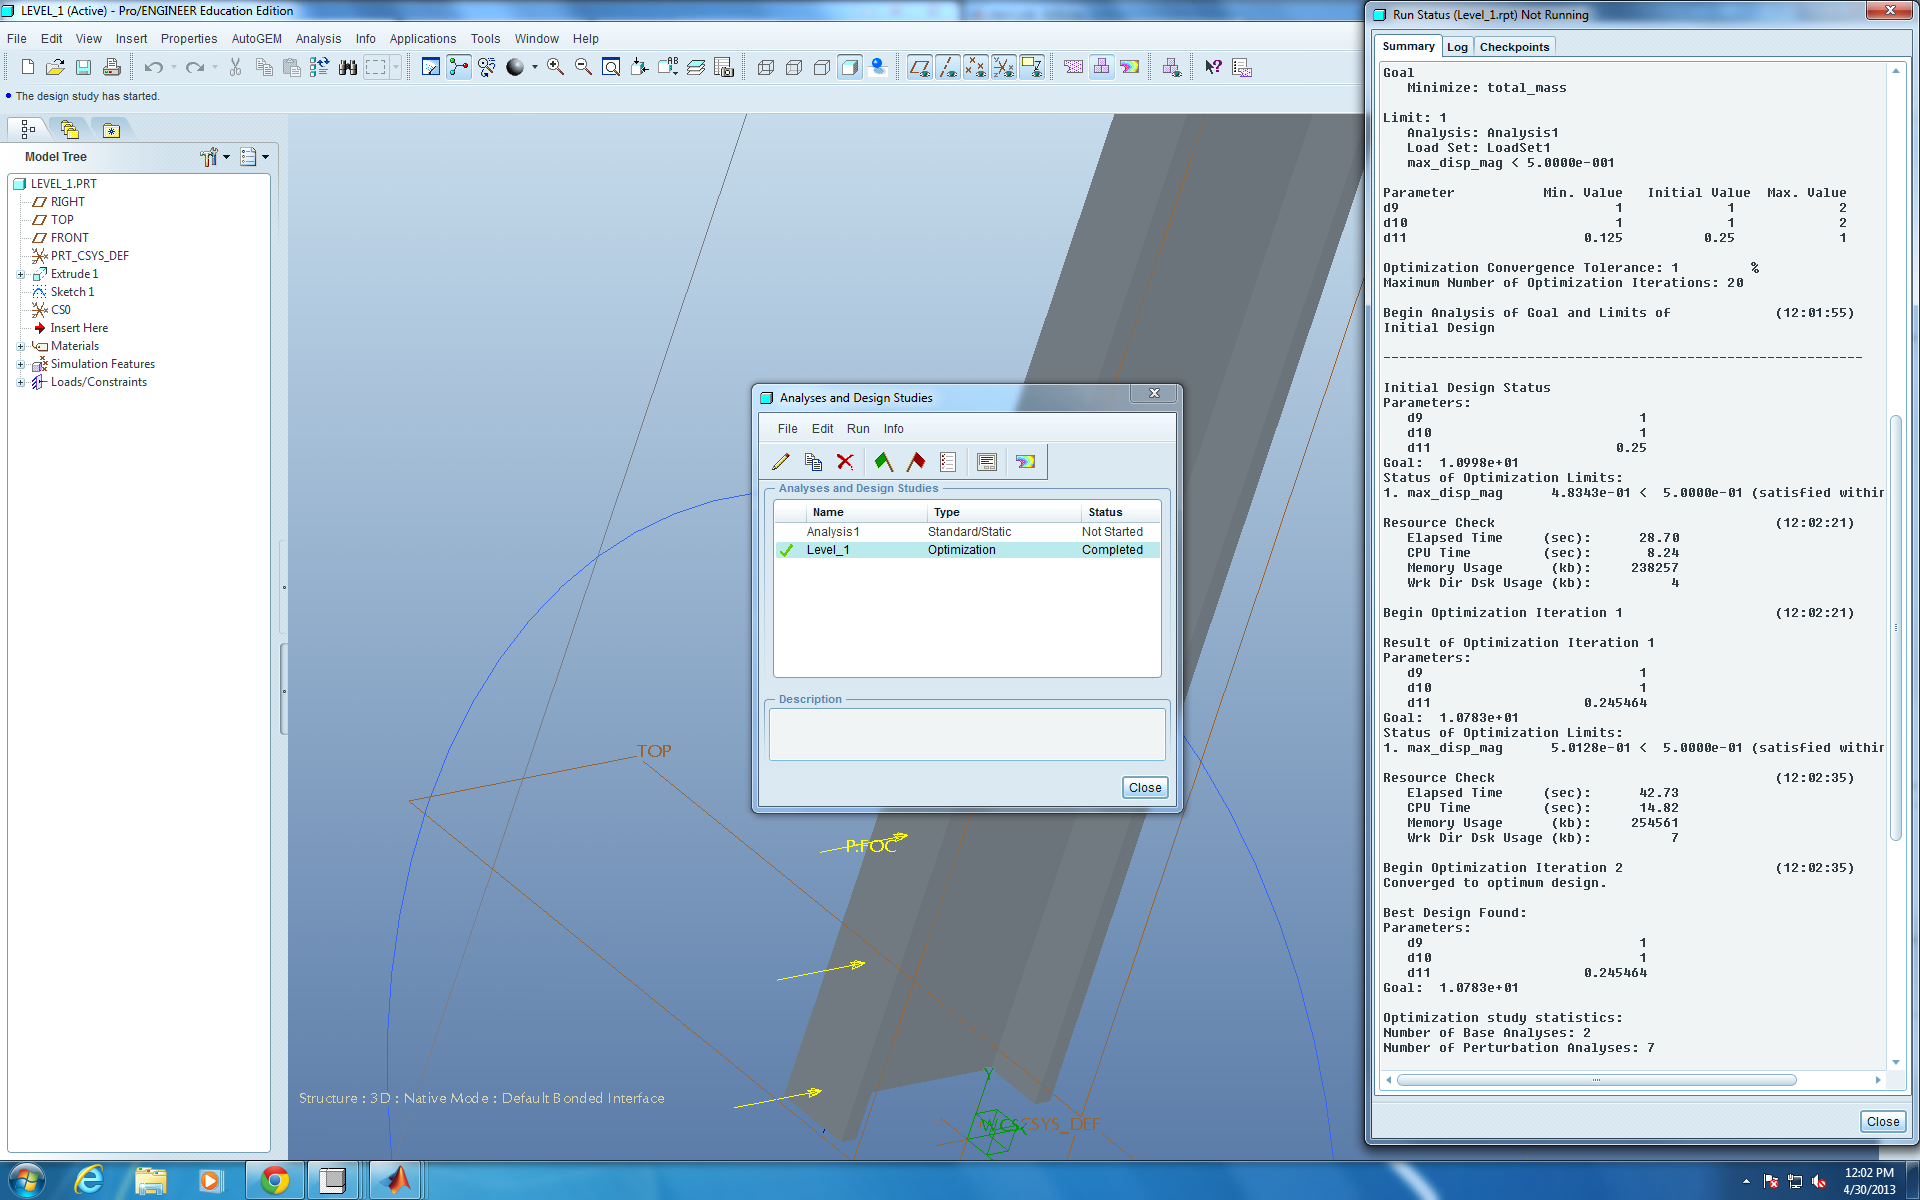 LEVEL_1 (Active) - Pro/ENGINEER Education Edition
File Edit View Insert Properties AutoGEM Analysis Info Applications Tools Window Help
The design study has started.
Model Tree
LEVEL_1.PRT
RIGHT
TOP
FRONT
PRT_CSYS_DEF
Extrude 1
Sketch 1
CS0
Insert Here
Materials
Simulation Features
Loads/Constraints
TOP
P:FOC
Structure : 3D : Native Mode : Default Bonded Interface
Y
Analyses and Design Studies
File Edit Run Info
Analyses and Design Studies
Name Type Status
Analysis1 Standard/Static Not Started
Level_1 Optimization Completed
Description
Close
Run Status (Level_1.rpt) Not Running
Summary Log Checkpoints
Goal
Minimize: total_mass
Limit: 1
Analysis: Analysis1
Load Set: LoadSet1
max_disp_mag < 5.0000e-001
Parameter Min. Value Initial Value Max. Value
d9 1 1 2
d10 1 1 2
d11 0.125 0.25 1
Optimization Convergence Tolerance: 1 %
Maximum Number of Optimization Iterations: 20
Begin Analysis of Goal and Limits of (12:01:55)
Initial Design
------------------------------------------------------------
Initial Design Status
Parameters:
d9 1
d10 1
d11 0.25
Goal: 1.0998e+01
Status of Optimization Limits:
1. max_disp_mag 4.8343e-01 < 5.0000e-01 (satisfied within
Resource Check (12:02:21)
Elapsed Time (sec): 28.70
CPU Time (sec): 8.24
Memory Usage (kb): 238257
Wrk Dir Dsk Usage (kb): 4
Begin Optimization Iteration 1 (12:02:21)
Result of Optimization Iteration 1
Parameters:
d9 1
d10 1
d11 0.245464
Goal: 1.0783e+01
Status of Optimization Limits:
1. max_disp_mag 5.0128e-01 < 5.0000e-01 (satisfied within
Resource Check (12:02:35)
Elapsed Time (sec): 42.73
CPU Time (sec): 14.82
Memory Usage (kb): 254561
Wrk Dir Dsk Usage (kb): 7
Begin Optimization Iteration 2 (12:02:35)
Converged to optimum design.
Best Design Found:
Parameters:
d9 1
d10 1
d11 0.245464
Goal: 1.0783e+01
Optimization study statistics:
Number of Base Analyses: 2
Number of Perturbation Analyses: 7
Close
12:02 PM
4/30/2013